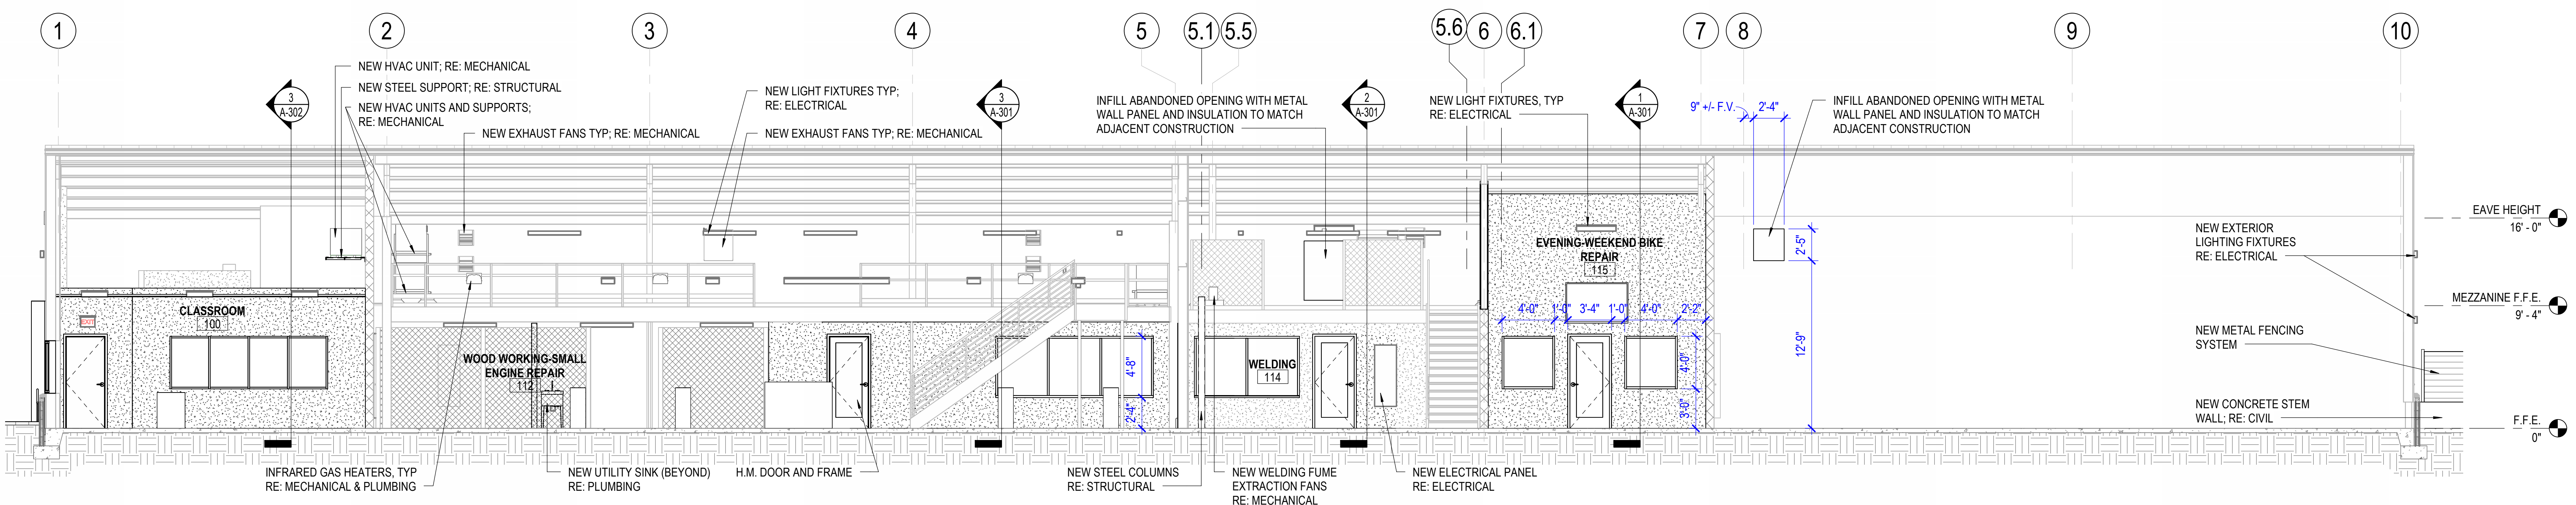 1
2
3
4
5
5.1
5.5
5.6
6
6.1
7
8
9
10
NEW HVAC UNIT; RE: MECHANICAL
NEW STEEL SUPPORT; RE: STRUCTURAL
NEW HVAC UNITS AND SUPPORTS;
RE: MECHANICAL
3
A-302
NEW EXHAUST FANS TYP; RE: MECHANICAL
NEW LIGHT FIXTURES TYP;
RE: ELECTRICAL
NEW EXHAUST FANS TYP; RE: MECHANICAL
3
A-301
INFILL ABANDONED OPENING WITH METAL
WALL PANEL AND INSULATION TO MATCH
ADJACENT CONSTRUCTION
2
A-301
NEW LIGHT FIXTURES, TYP
RE: ELECTRICAL
1
A-301
9" +/- F.V.
2'-4"
INFILL ABANDONED OPENING WITH METAL
WALL PANEL AND INSULATION TO MATCH
ADJACENT CONSTRUCTION
EAVE HEIGHT
16' - 0"
NEW EXTERIOR
LIGHTING FIXTURES
RE: ELECTRICAL
MEZZANINE F.F.E.
9' - 4"
NEW METAL FENCING
SYSTEM
NEW CONCRETE STEM
WALL; RE: CIVIL
F.F.E.
0"
EVENING-WEEKEND BIKE
REPAIR
115
2'-5"
12'-9"
4'-0"
1'-0"
3'-4"
1'-0"
4'-0"
2'-2"
4'-0"
3'-0"
EXIT
CLASSROOM
100
WOOD WORKING-SMALL
ENGINE REPAIR
112
4'-8"
2'-4"
WELDING
114
INFRARED GAS HEATERS, TYP
RE: MECHANICAL & PLUMBING
NEW UTILITY SINK (BEYOND)
RE: PLUMBING
H.M. DOOR AND FRAME
NEW STEEL COLUMNS
RE: STRUCTURAL
NEW WELDING FUME
EXTRACTION FANS
RE: MECHANICAL
NEW ELECTRICAL PANEL
RE: ELECTRICAL